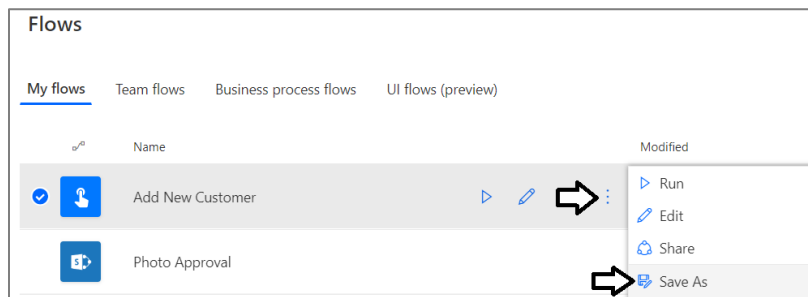 Flows
My flows Team flows Business process flows UI flows (preview)
Name Modified
Add New Customer
Run
Edit
Share
Save As
Photo Approval